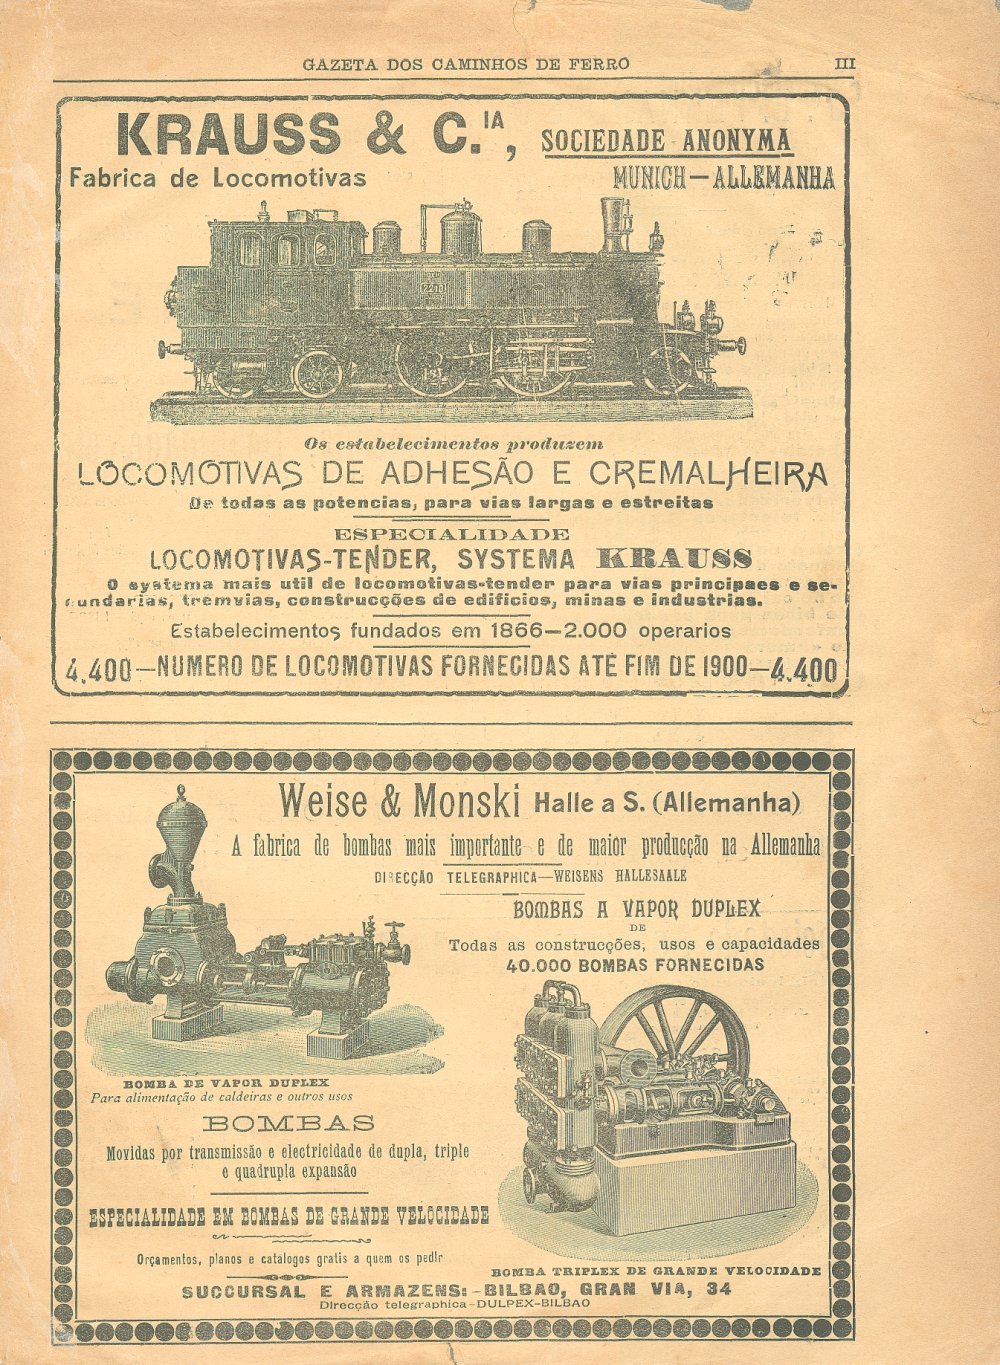 GAZETA DOS CAMINHOS DE FERRO III
KRAUSS & C.IA, SOCIEDADE ANONYMA
Fabrica de Locomotivas MUNICH—ALLEMANHA
Os estabelecimentos produzem
LOCOMOTIVAS DE ADHESÃO E CREMALHEIRA
De todas as potencias, para vias largas e estreitas
ESPECIALIDADE
LOCOMOTIVAS-TENDER, SYSTEMA KRAUSS
O systema mais util de locomotivas-tender para vias principaes e se-
cundarias, tremvias, construcções de edificios, minas e industrias.
Estabelecimentos fundados em 1866—2.000 operarios
4.400—NUMERO DE LOCOMOTIVAS FORNECIDAS ATÉ FIM DE 1900—4.400
Weise & Monski Halle a S. (Allemanha)
A fabrica de bombas mais importante e de maior producção na Allemanha
DIRECÇÃO TELEGRAPHICA—WEISENS HALLESAALE
BOMBAS A VAPOR DUPLEX
DE
Todas as construcções, usos e capacidades
40.000 BOMBAS FORNECIDAS
BOMBA DE VAPOR DUPLEX
Para alimentação de caldeiras e outros usos
BOMBAS
Movidas por transmissão e electricidade de dupla, triple
e quadrupla expansão
ESPECIALIDADE EM BOMBAS DE GRANDE VELOCIDADE
Orçamentos, planos e catalogos gratis a quem os pedir
BOMBA TRIPLEX DE GRANDE VELOCIDADE
SUCCURSAL E ARMAZENS:-BILBAO, GRAN VIA, 34
Direcção telegraphica-DULPEX-BILBAO